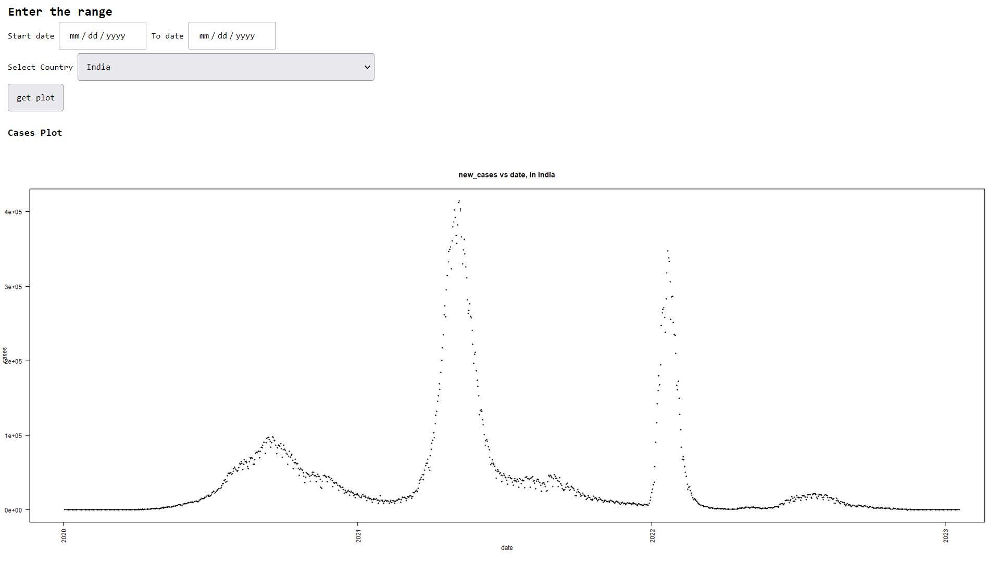 Enter the range
Start date mm / dd / yyyy To date mm / dd / yyyy
Select Country India
get plot
Cases Plot
new_cases vs date, in India
4e+05
3e+05
cases
2e+05
1e+05
0e+00
2020 2021 2022 2023
date